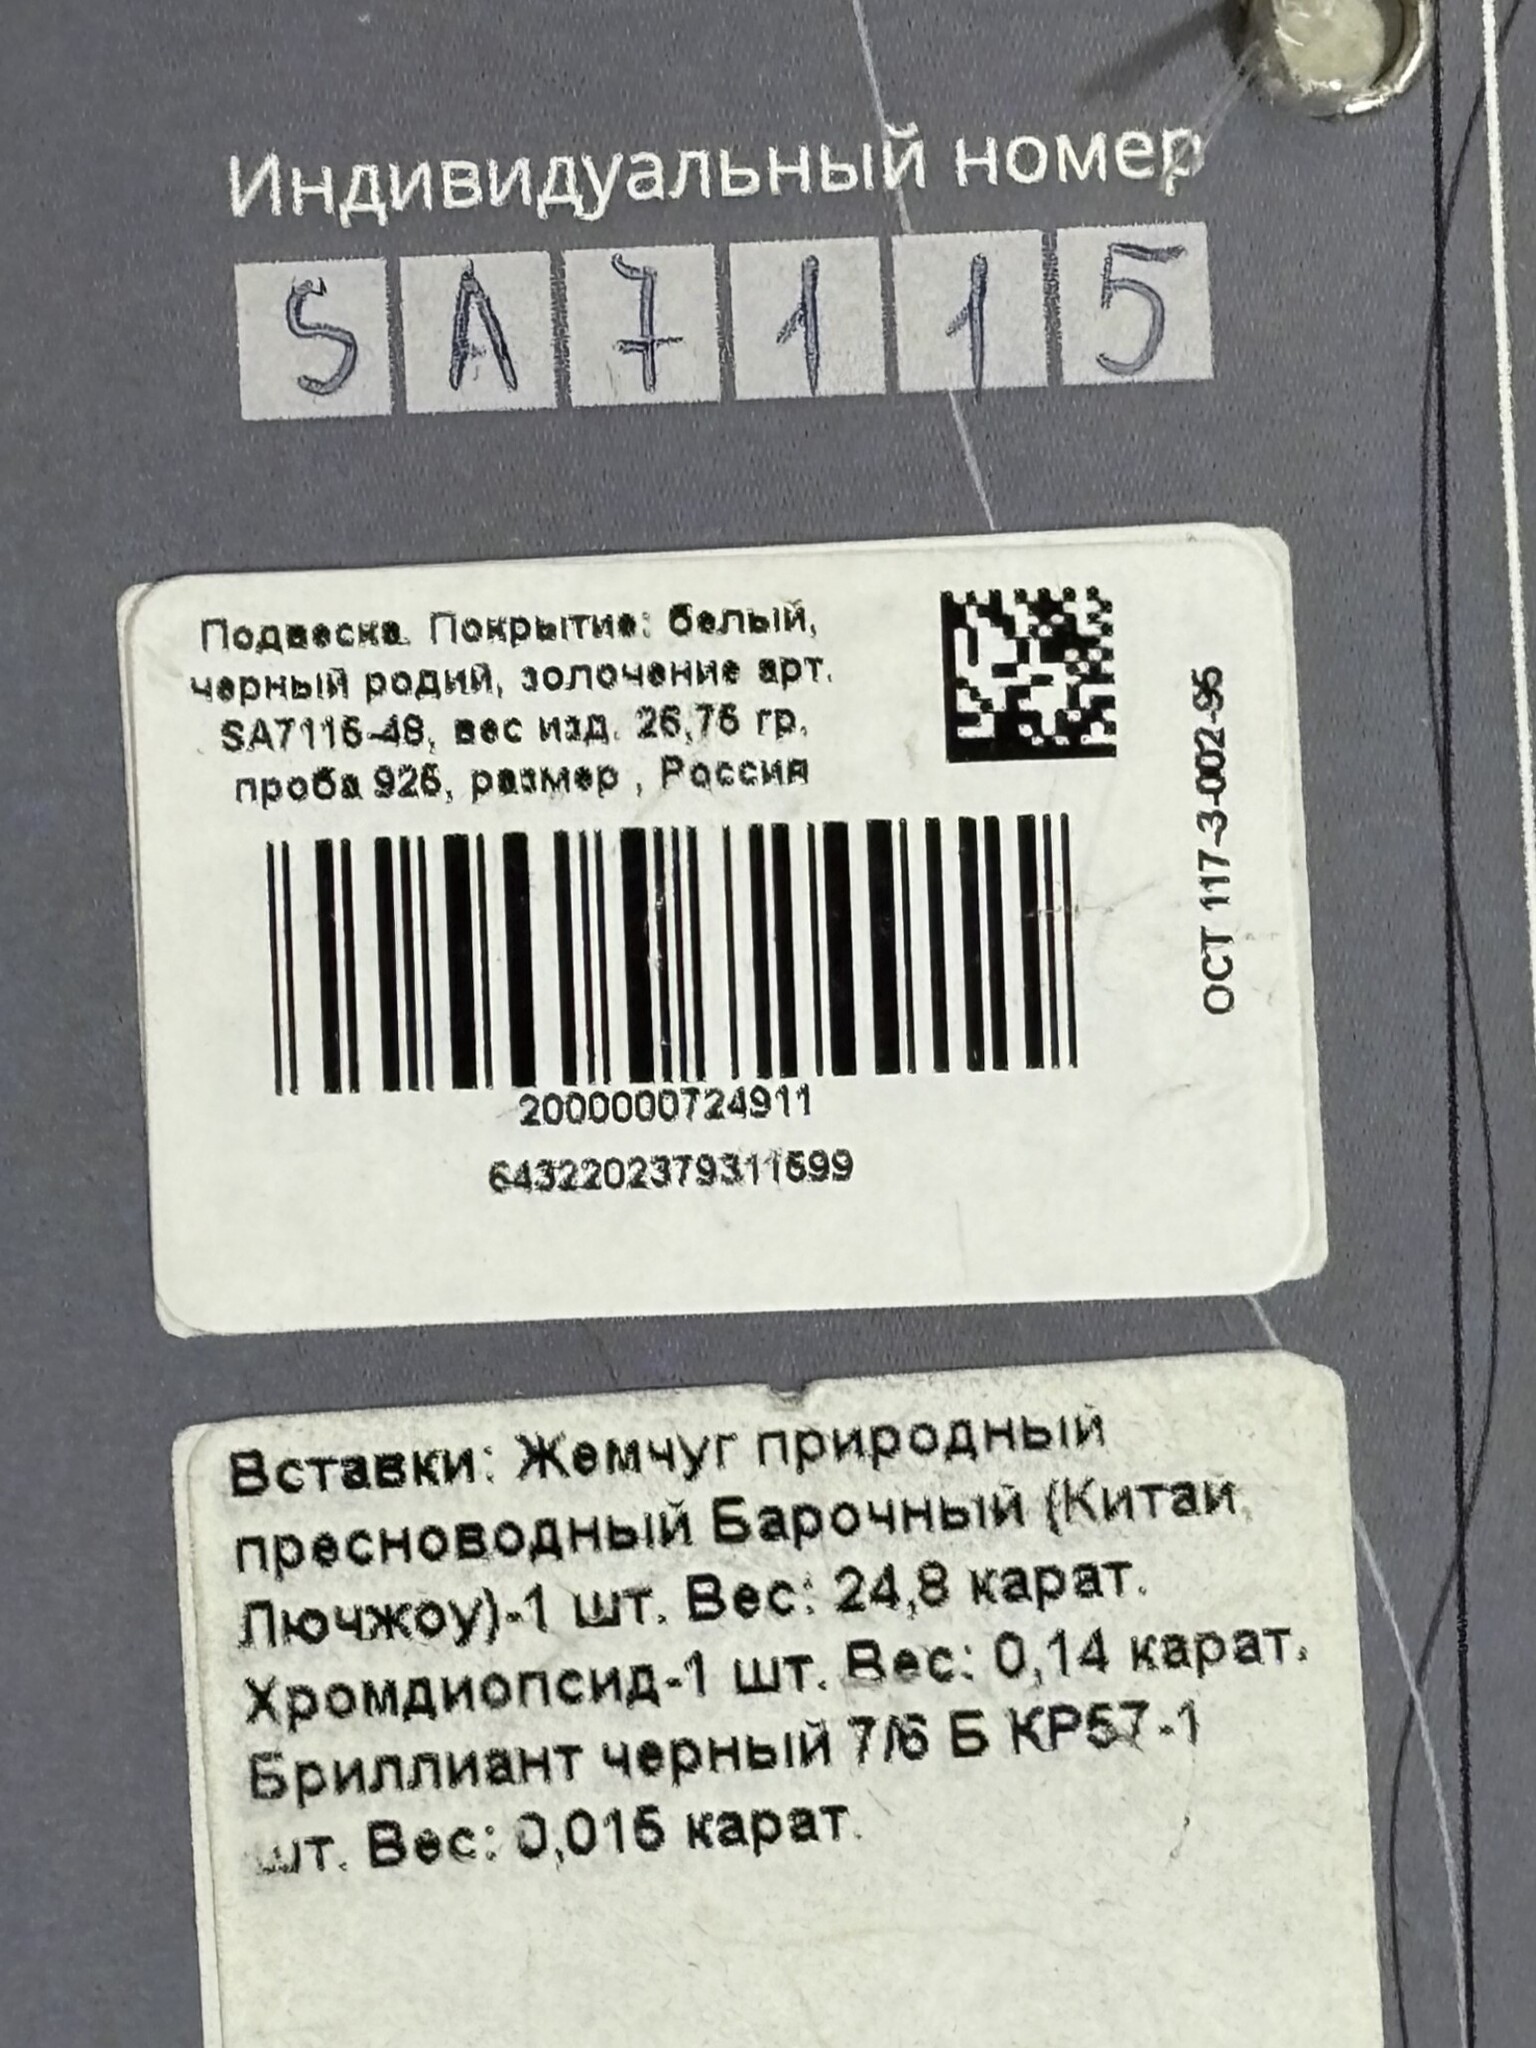 Индивидуальный номер
SA7115
Подвеска. Покрытие: белый,
черный родий, золочение арт.
SA7115-48, вес изд. 26,75 гр,
проба 925, размер , Россия
ОСТ 117-3-002-95
2000000724911
6432202379311599
Вставки: Жемчуг природный
пресноводный Барочный (Китай,
Лючжоу)-1 шт. Вес: 24,8 карат.
Хромдиопсид-1 шт. Вес: 0,14 карат.
Бриллиант черный 7/6 Б КР57-1
шт. Вес: 0,015 карат.